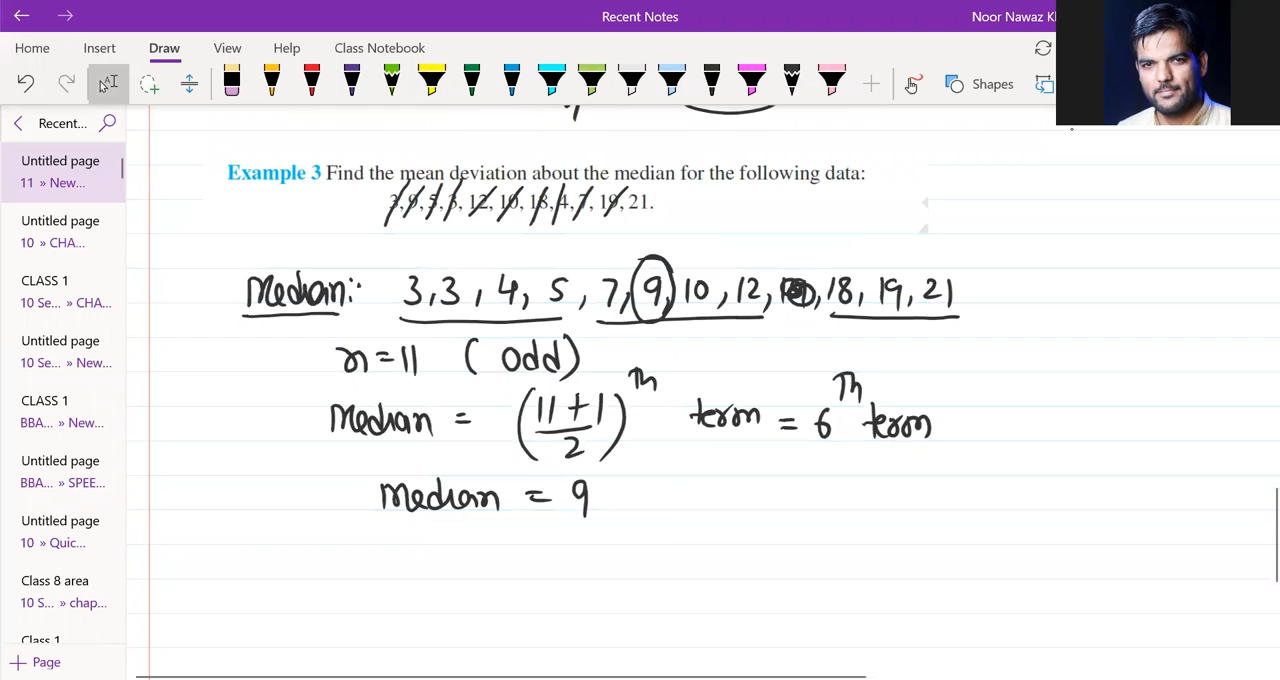 Recent Notes
Noor Nawaz Kh
Home Insert Draw View Help Class Notebook
Shapes
Recent...
Untitled page
11 » New...
Untitled page
10 » CHA...
CLASS 1
10 Se... » CHA...
Untitled page
10 Se... » New...
CLASS 1
BBA... » New...
Untitled page
BBA... » SPEE...
Untitled page
10 » Quic...
Class 8 area
10 S... » chap...
Class 1
Page
Example 3 Find the mean deviation about the median for the following data:
3, 9, 5, 3, 12, 10, 18, 4, 7, 19, 21.
Median: 3, 3, 4, 5, 7, 9, 10, 12, 18, 19, 21
n = 11 (odd)
Median = (11+1/2)^Th term = 6^Th term
Median = 9